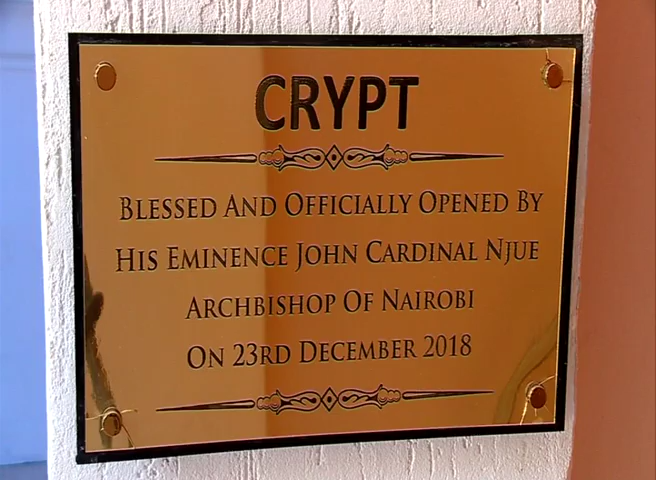 CRYPT
BLESSED AND OFFICIALLY OPENED BY
HIS EMINENCE JOHN CARDINAL NJUE
ARCHBISHOP OF NAIROBI
ON 23RD DECEMBER 2018